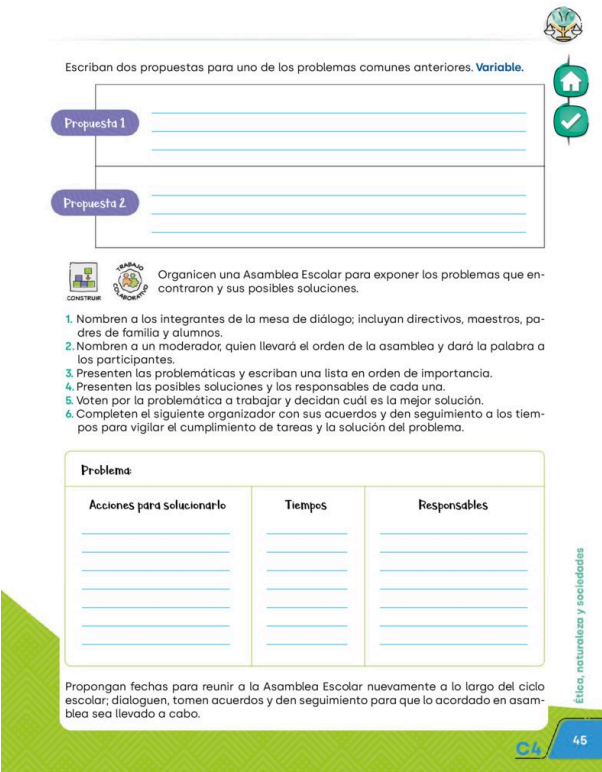 Escriban dos propuestas para uno de los problemas comunes anteriores. Variable.
Propuesta 1
Propuesta 2
CONSTRUIR
TRABAJO
COLABORATIVO
Organicen una Asamblea Escolar para exponer los problemas que en-
contraron y sus posibles soluciones.
1. Nombren a los integrantes de la mesa de diálogo; incluyan directivos, maestros, pa-
dres de familia y alumnos.
2. Nombren a un moderador, quien llevará el orden de la asamblea y dará la palabra a
los participantes.
3. Presenten las problemáticas y escriban una lista en orden de importancia.
4. Presenten las posibles soluciones y los responsables de cada una.
5. Voten por la problemática a trabajar y decidan cuál es la mejor solución.
6. Completen el siguiente organizador con sus acuerdos y den seguimiento a los tiem-
pos para vigilar el cumplimiento de tareas y la solución del problema.
Problema:
Acciones para solucionarlo
Tiempos
Responsables
Propongan fechas para reunir a la Asamblea Escolar nuevamente a lo largo del ciclo
escolar; dialoguen, tomen acuerdos y den seguimiento para que lo acordado en asam-
blea sea llevado a cabo.
Ética, naturaleza y sociedades
C4
45